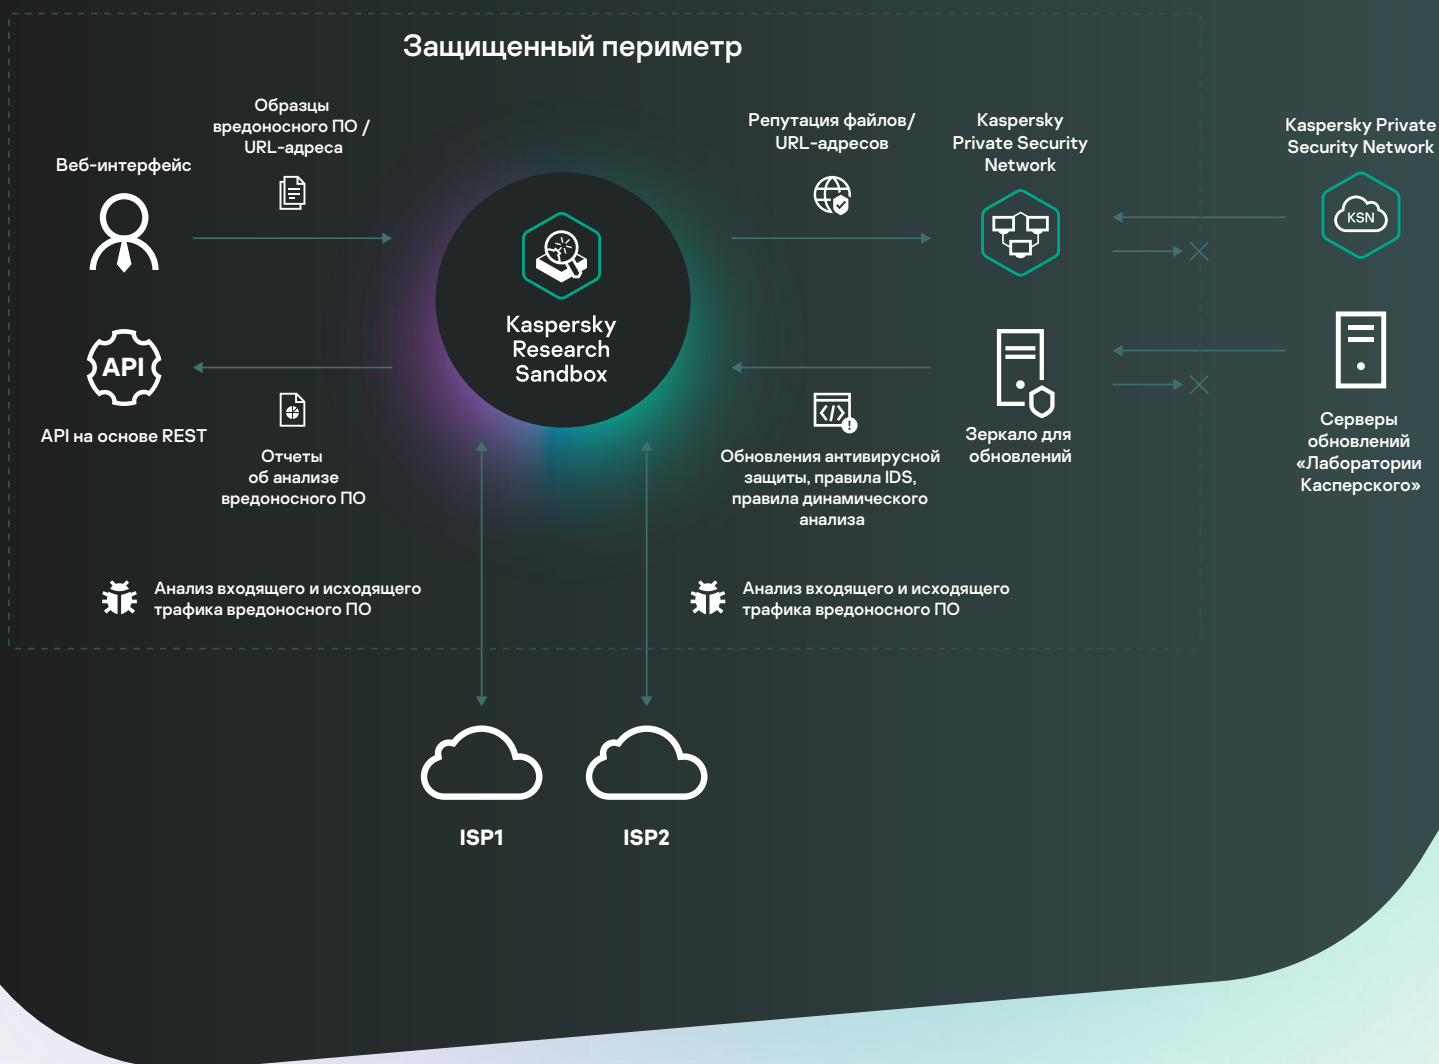 Защищенный периметр
Веб-интерфейс
Образцы
вредоносного ПО /
URL-адреса
API
API на основе REST
Отчеты
об анализе
вредоносного ПО
Kaspersky
Research
Sandbox
Репутация файлов/
URL-адресов
Kaspersky
Private Security
Network
Обновления антивирусной
защиты, правила IDS,
правила динамического
анализа
Зеркало для
обновлений
Kaspersky Private
Security Network
KSN
Серверы
обновлений
«Лаборатории
Касперского»
Анализ входящего и исходящего
трафика вредоносного ПО
Анализ входящего и исходящего
трафика вредоносного ПО
ISP1
ISP2